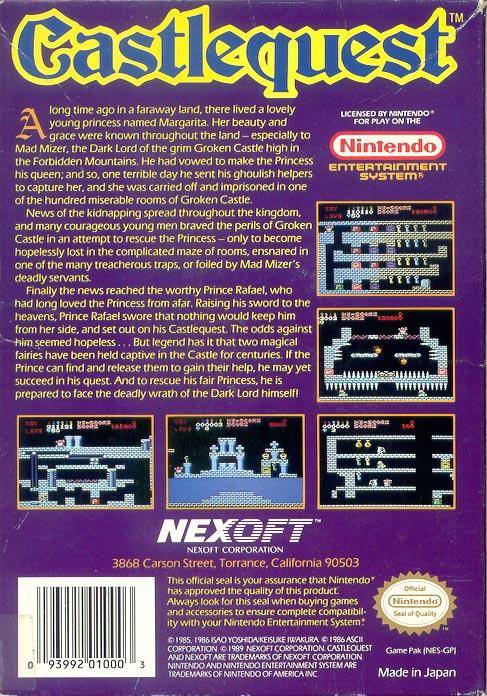 Castlequest™
A long time ago in a faraway land, there lived a lovely
young princess named Margarita. Her beauty and
grace were known throughout the land – especially to
Mad Mizer, the Dark Lord of the grim Groken Castle high in
the Forbidden Mountains. He had vowed to make the Princess
his queen; and so, one terrible day he sent his ghoulish helpers
to capture her, and she was carried off and imprisoned in one
of the hundred miserable rooms of Groken Castle.
News of the kidnapping spread throughout the kingdom,
and many courageous young men braved the perils of Groken
Castle in an attempt to rescue the Princess – only to become
hopelessly lost in the complicated maze of rooms, ensnared in
one of the many treacherous traps, or foiled by Mad Mizer's
deadly servants.
Finally the news reached the worthy Prince Rafael, who
had long loved the Princess from afar. Raising his sword to the
heavens, Prince Rafael swore that nothing would keep him
from her side, and set out on his Castlequest. The odds against
him seemed hopeless . . . But legend has it that two magical
fairies have been held captive in the Castle for centuries. If the
Prince can find and release them to gain their help, he may yet
succeed in his quest. And to rescue his fair Princess, he is
prepared to face the deadly wrath of the Dark Lord himself!
LICENSED BY NINTENDO®
FOR PLAY ON THE
Nintendo
ENTERTAINMENT
SYSTEM®
NEXOFT™
NEXOFT CORPORATION
3868 Carson Street, Torrance, California 90503
This official seal is your assurance that Nintendo®
has approved the quality of this product.
Always look for this seal when buying games
and accessories to ensure complete compatibil-
ity with your Nintendo Entertainment System.®
Official
Nintendo
Seal of Quality
© 1985, 1986 ISAO YOSHIDA/KEISUKE IWAKURA. © 1986 ASCII
CORPORATION. © 1989 NEXOFT CORPORATION. CASTLEQUEST
AND NEXOFT ARE TRADEMARKS OF NEXOFT CORPORATION.
NINTENDO AND NINTENDO ENTERTAINMENT SYSTEM ARE
TRADEMARKS OF NINTENDO OF AMERICA INC.
Game Pak (NES-GP)
Made in Japan
0 93992 01000 3